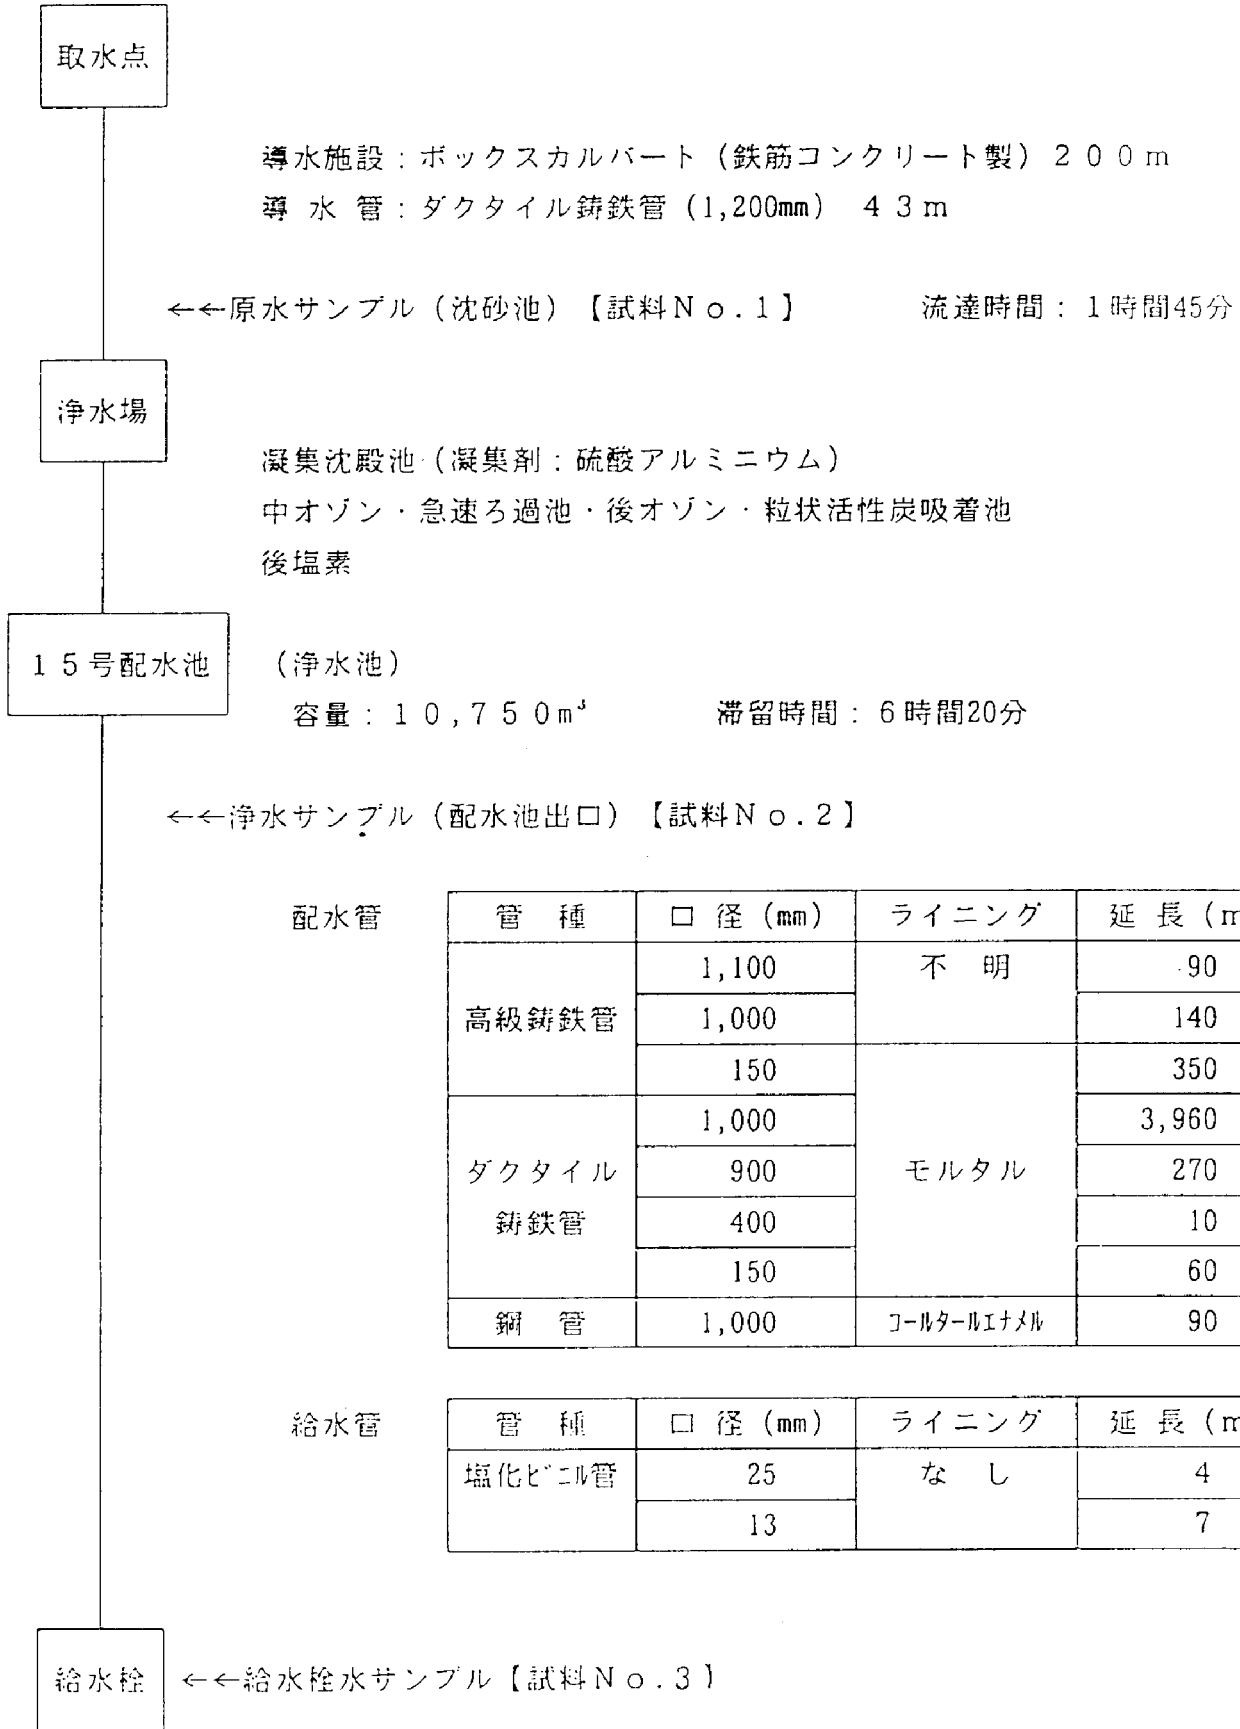 取水点
導水施設：ボックスカルバート（鉄筋コンクリート製）２００ｍ
導 水 管：ダクタイル鋳鉄管（1,200㎜） ４３ｍ
←←原水サンプル（沈砂池）【試料Ｎｏ．１】 流達時間：１時間45分
浄水場
凝集沈殿池（凝集剤：硫酸アルミニウム）
中オゾン・急速ろ過池・後オゾン・粒状活性炭吸着池
後塩素
１５号配水池 （浄水池）
容量：１０，７５０ｍ³ 滞留時間：６時間20分
←←浄水サンプル（配水池出口）【試料Ｎｏ．２】
配水管 管 種 口 径（㎜） ライニング 延 長（m
高級鋳鉄管 1,100 不 明 90
1,000 140
150 モルタル 350
ダクタイル鋳鉄管 1,000 3,960
900 270
400 10
150 60
鋼 管 1,000 コールタールエナメル 90
給水管 管 種 口 径（㎜） ライニング 延 長（m
塩化ビニル管 25 な し 4
13 7
給水栓 ←←給水栓水サンプル【試料Ｎｏ．３】